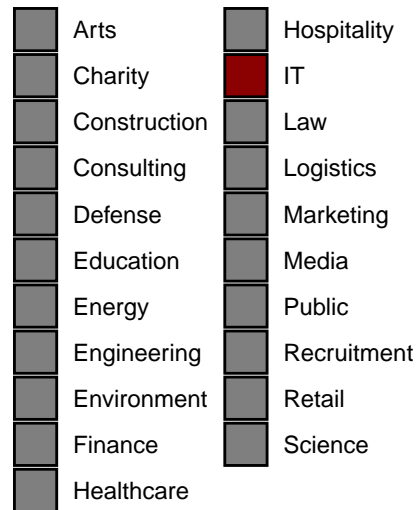 Arts
Charity
Construction
Consulting
Defense
Education
Energy
Engineering
Environment
Finance
Healthcare
Hospitality
IT
Law
Logistics
Marketing
Media
Public
Recruitment
Retail
Science